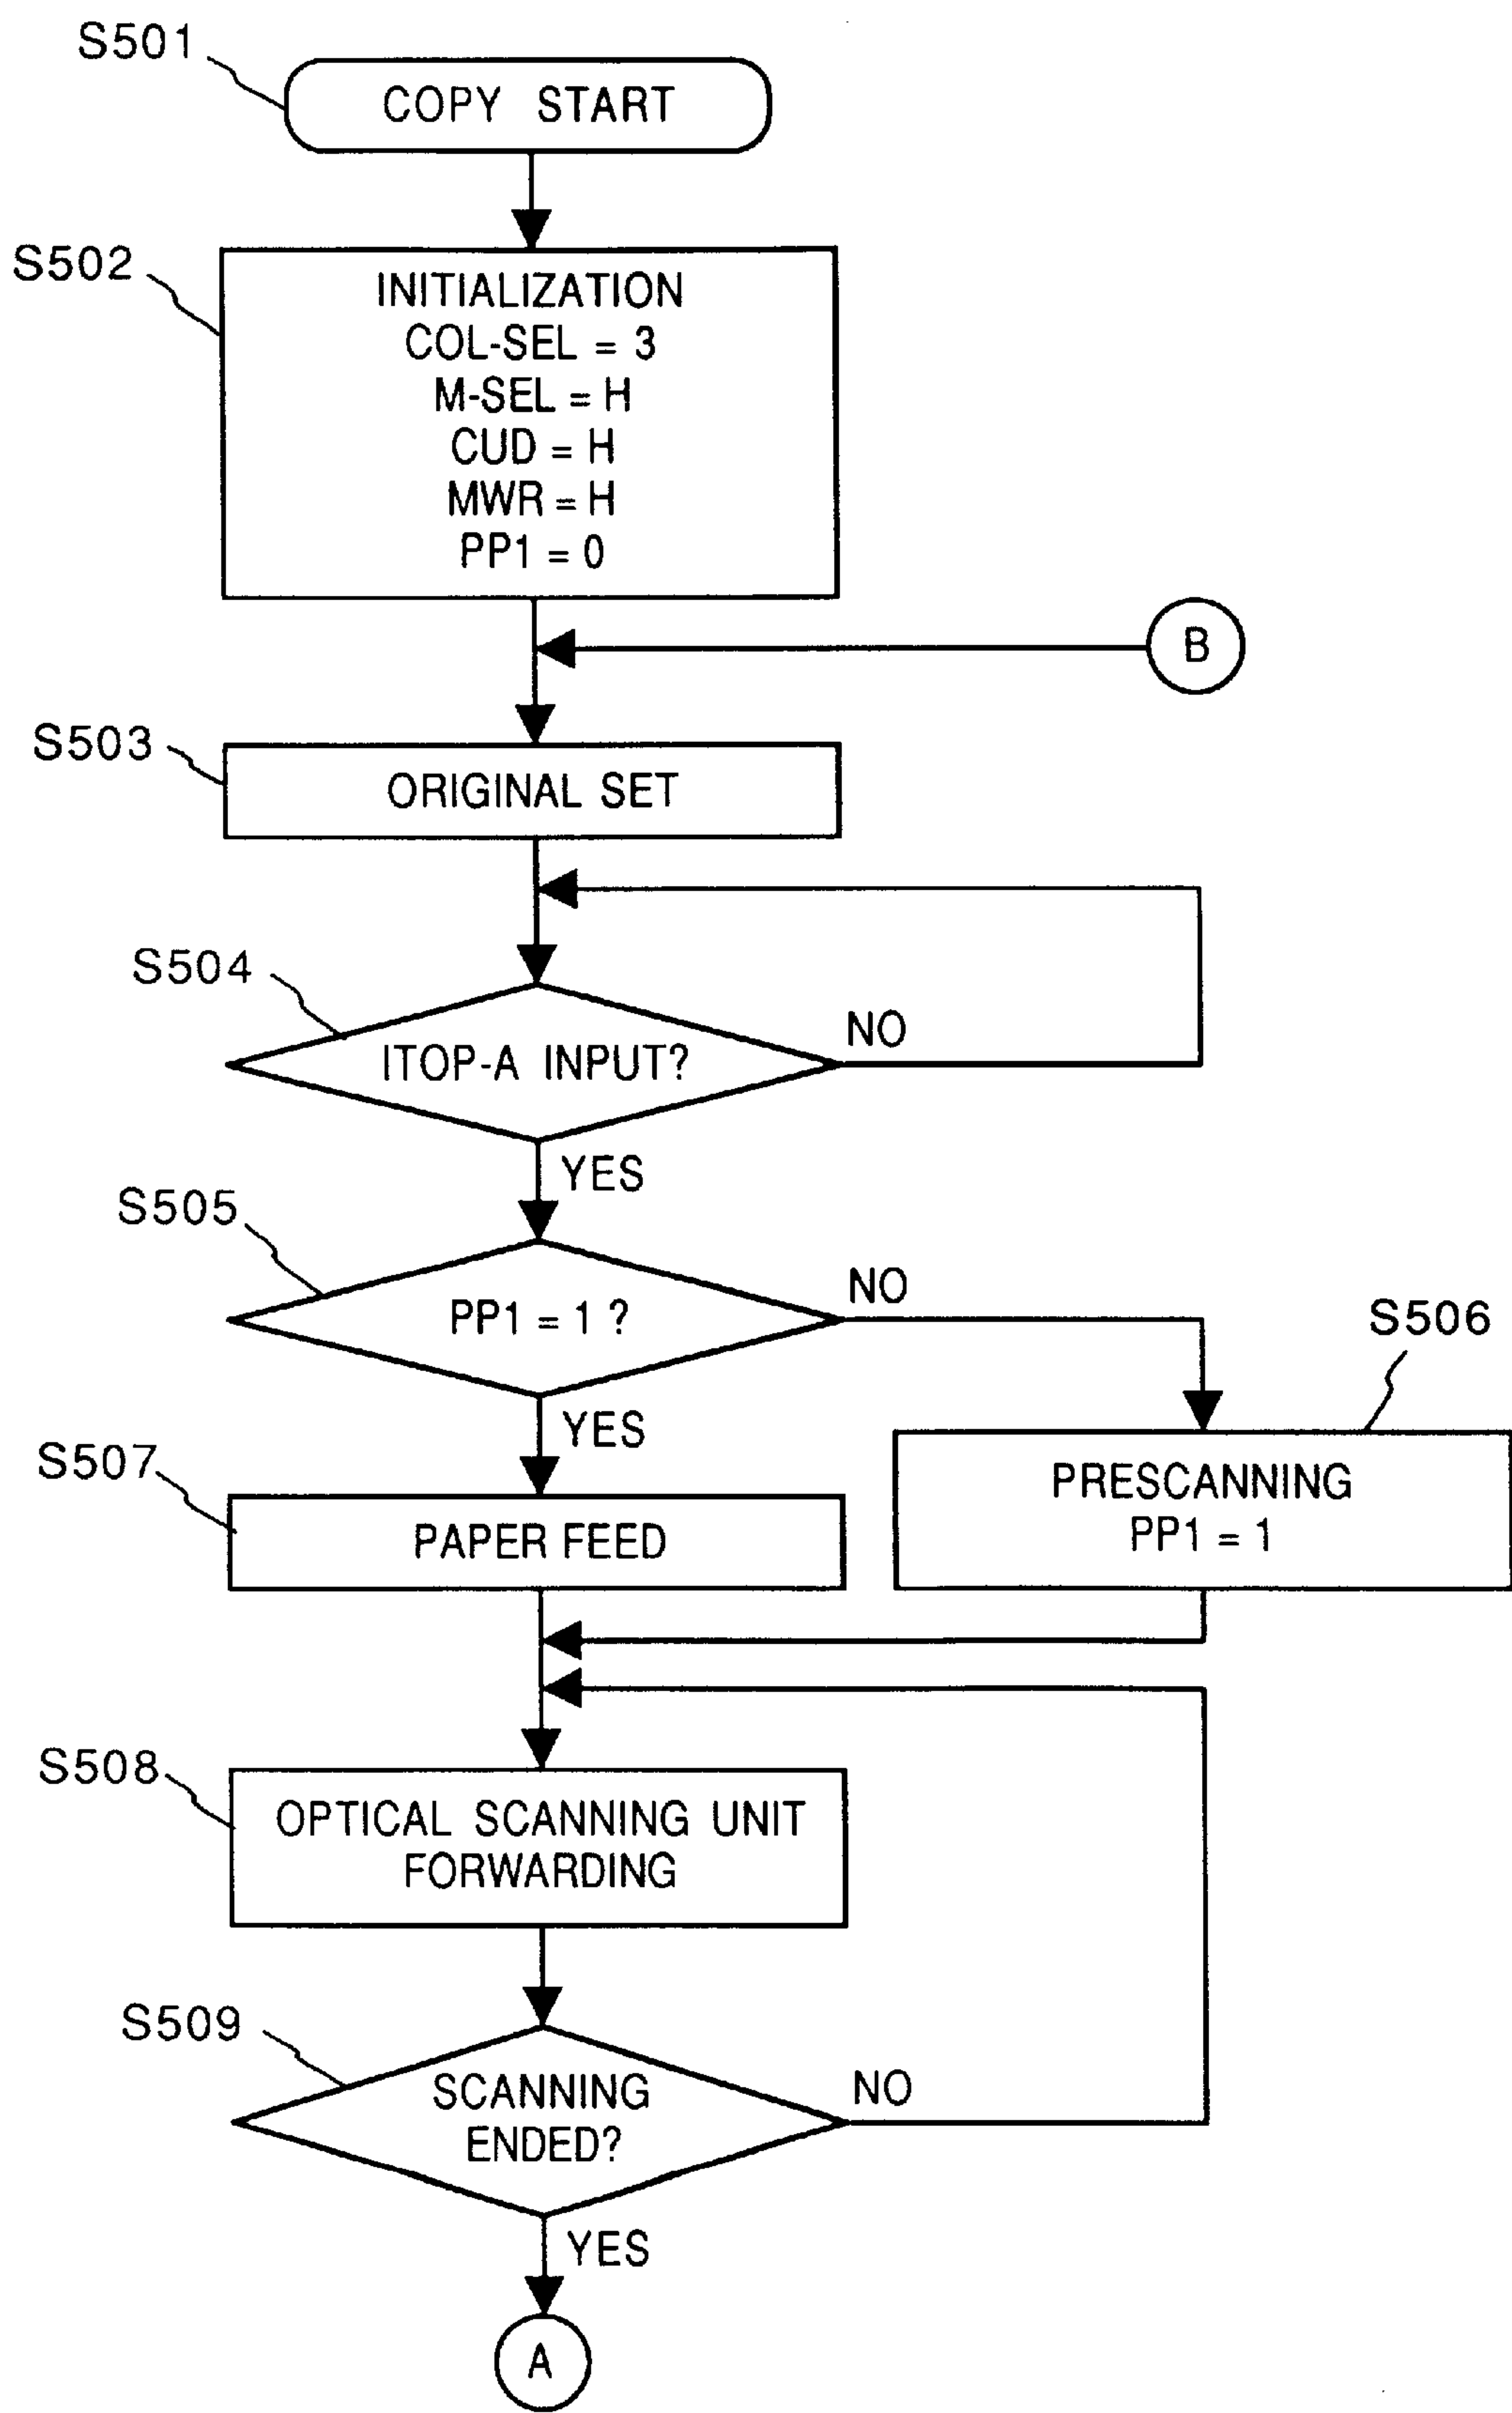 S501
COPY START
S502
INITIALIZATION
COL-SEL = 3
M-SEL = H
CUD = H
MWR = H
PP1 = 0
B
S503
ORIGINAL SET
S504
ITOP-A INPUT?
NO
YES
S505
PP1 = 1 ?
NO
YES
S506
PRESCANNING
PP1 = 1
S507
PAPER FEED
S508
OPTICAL SCANNING UNIT
FORWARDING
S509
SCANNING
ENDED?
NO
YES
A